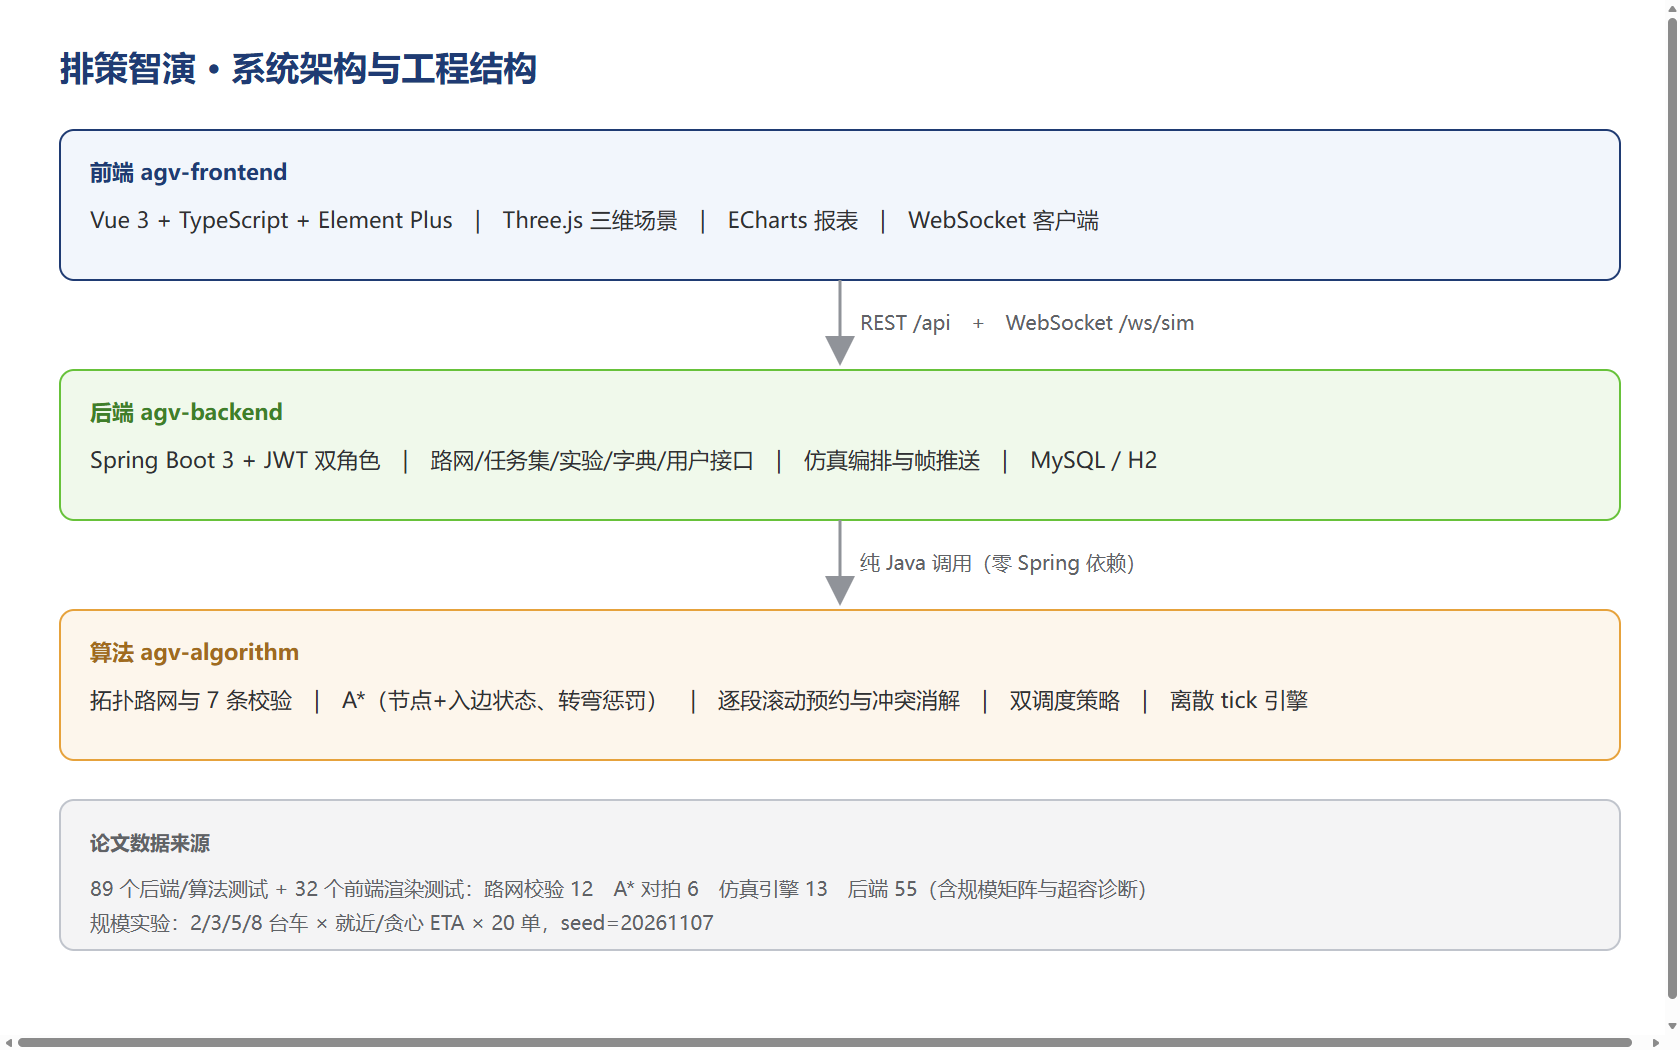 排策智演 · 系统架构与工程结构
前端 agv-frontend
Vue 3 + TypeScript + Element Plus | Three.js 三维场景 | ECharts 报表 | WebSocket 客户端
REST /api + WebSocket /ws/sim
后端 agv-backend
Spring Boot 3 + JWT 双角色 | 路网/任务集/实验/字典/用户接口 | 仿真编排与帧推送 | MySQL / H2
纯 Java 调用（零 Spring 依赖）
算法 agv-algorithm
拓扑路网与 7 条校验 | A*（节点+入边状态、转弯惩罚） | 逐段滚动预约与冲突消解 | 双调度策略 | 离散 tick 引擎
论文数据来源
89 个后端/算法测试 + 32 个前端渲染测试：路网校验 12 A* 对拍 6 仿真引擎 13 后端 55（含规模矩阵与超容诊断）
规模实验：2/3/5/8 台车 × 就近/贪心 ETA × 20 单，seed=20261107